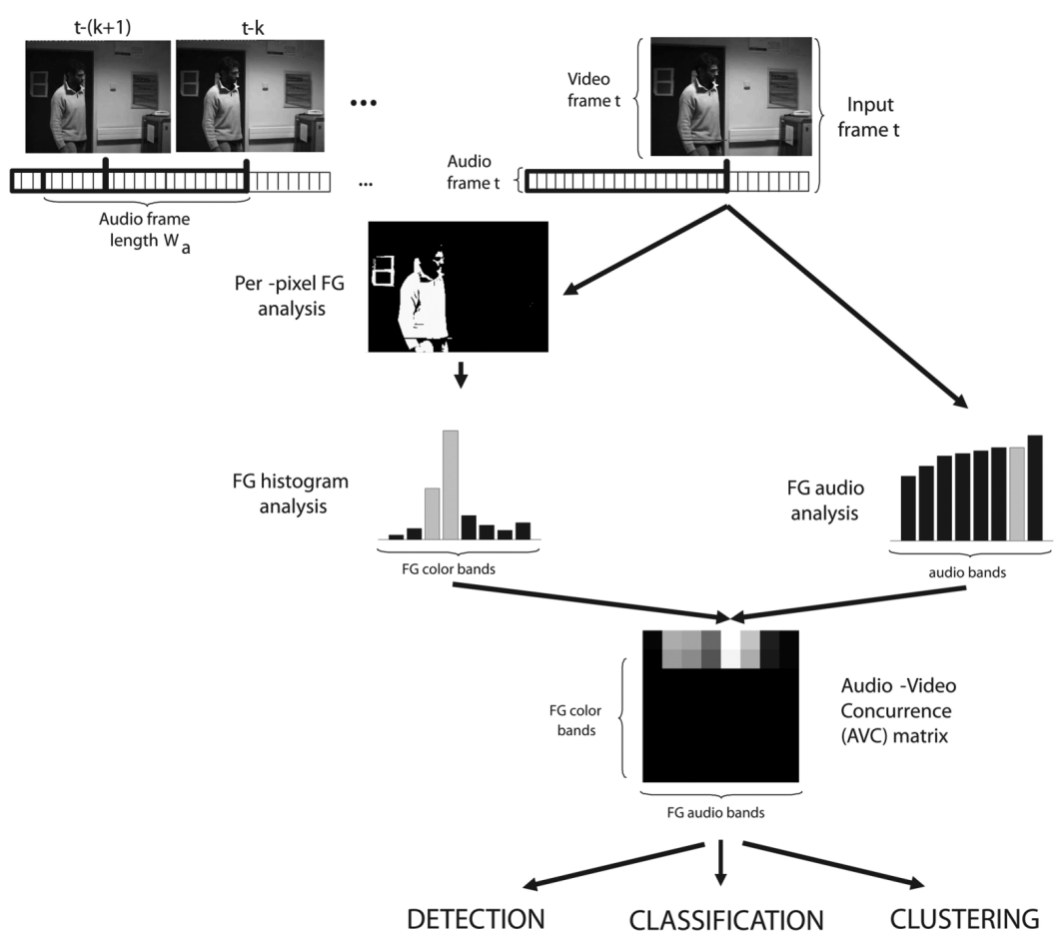 t-(k+1)
t-k
...
Video
frame t
Input
frame t
Audio
frame t
...
Audio frame
length Wa
Per -pixel FG
analysis
FG histogram
analysis
FG color bands
FG audio
analysis
audio bands
FG color
bands
Audio -Video
Concurrence
(AVC) matrix
FG audio bands
DETECTION
CLASSIFICATION
CLUSTERING